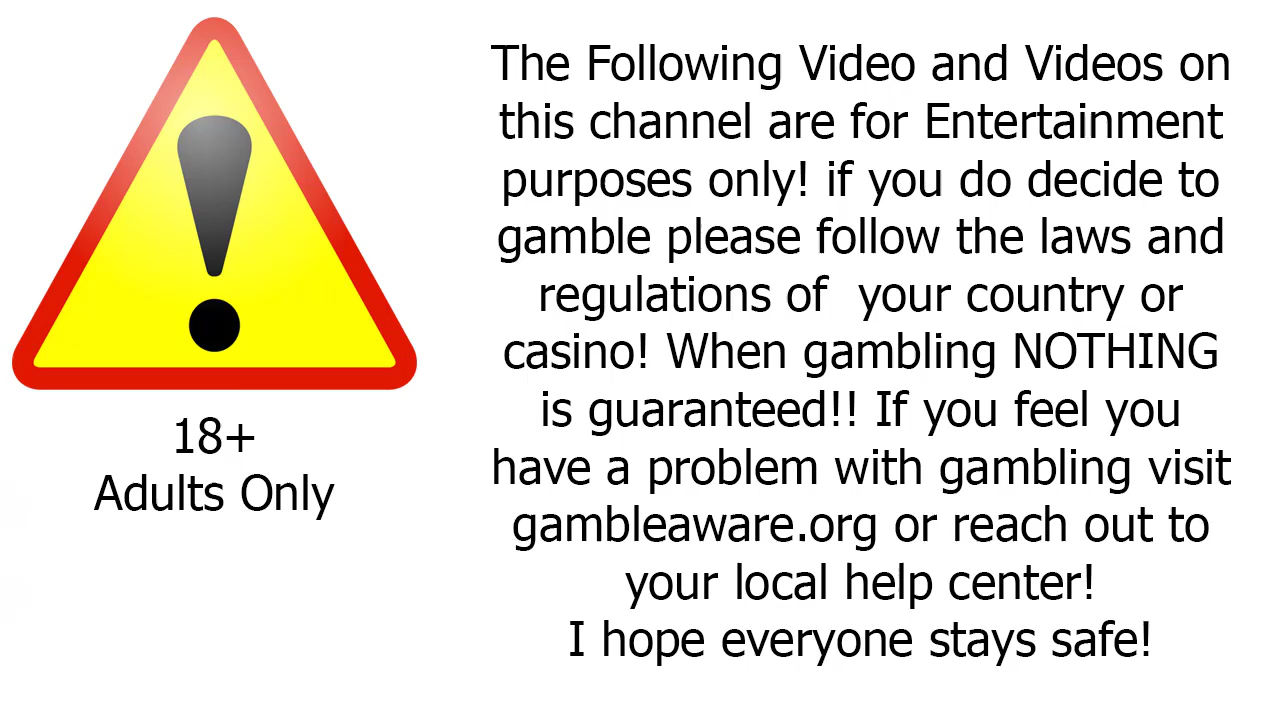 18+
Adults Only
The Following Video and Videos on
this channel are for Entertainment
purposes only! if you do decide to
gamble please follow the laws and
regulations of  your country or
casino! When gambling NOTHING
is guaranteed!! If you feel you
have a problem with gambling visit
gambleaware.org or reach out to
your local help center!
I hope everyone stays safe!